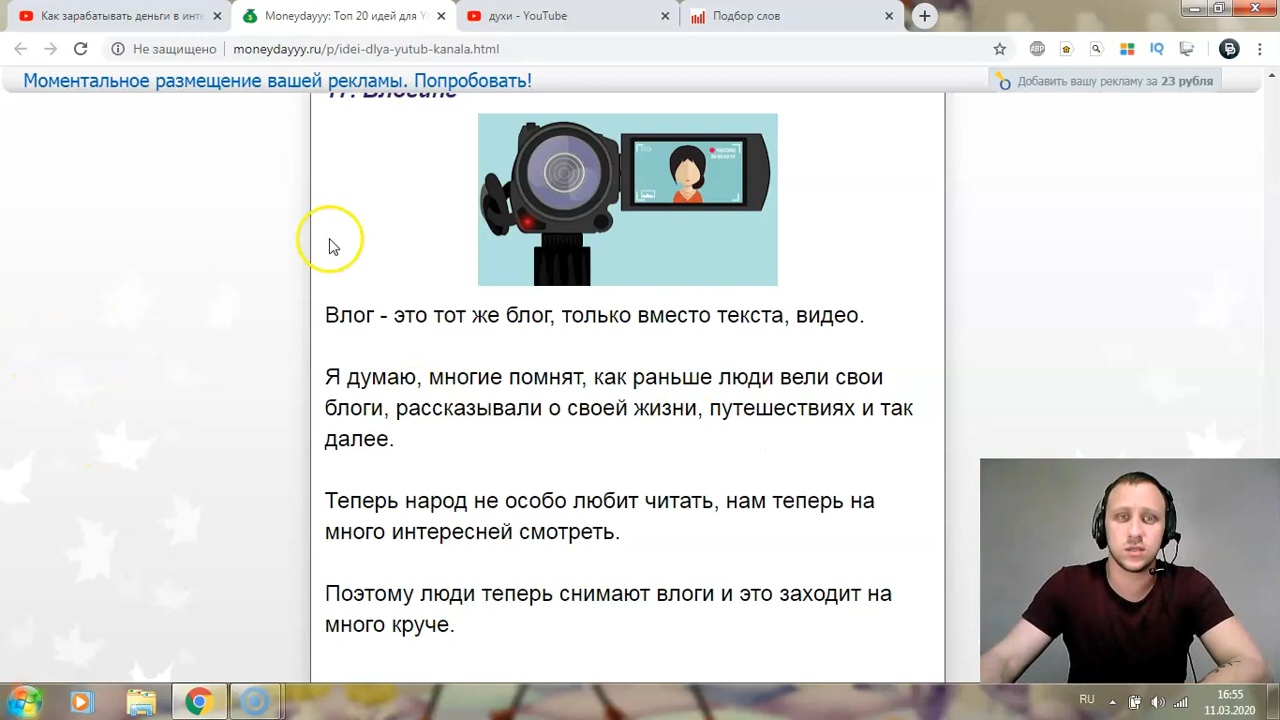 Как зарабатывать деньги в инте
Moneydayyy: Топ 20 идей для Y
духи - YouTube
Подбор слов
Не защищено
moneydayyy.ru/p/idei-dlya-yutub-kanala.html
ABP
IQ
Моментальное размещение вашей рекламы. Попробовать!
Добавить вашу рекламу за 23 рубля
Влог - это тот же блог, только вместо текста, видео.
Я думаю, многие помнят, как раньше люди вели свои
блоги, рассказывали о своей жизни, путешествиях и так
далее.
Теперь народ не особо любит читать, нам теперь на
много интересней смотреть.
Поэтому люди теперь снимают влоги и это заходит на
много круче.
RU
16:55
11.03.2020